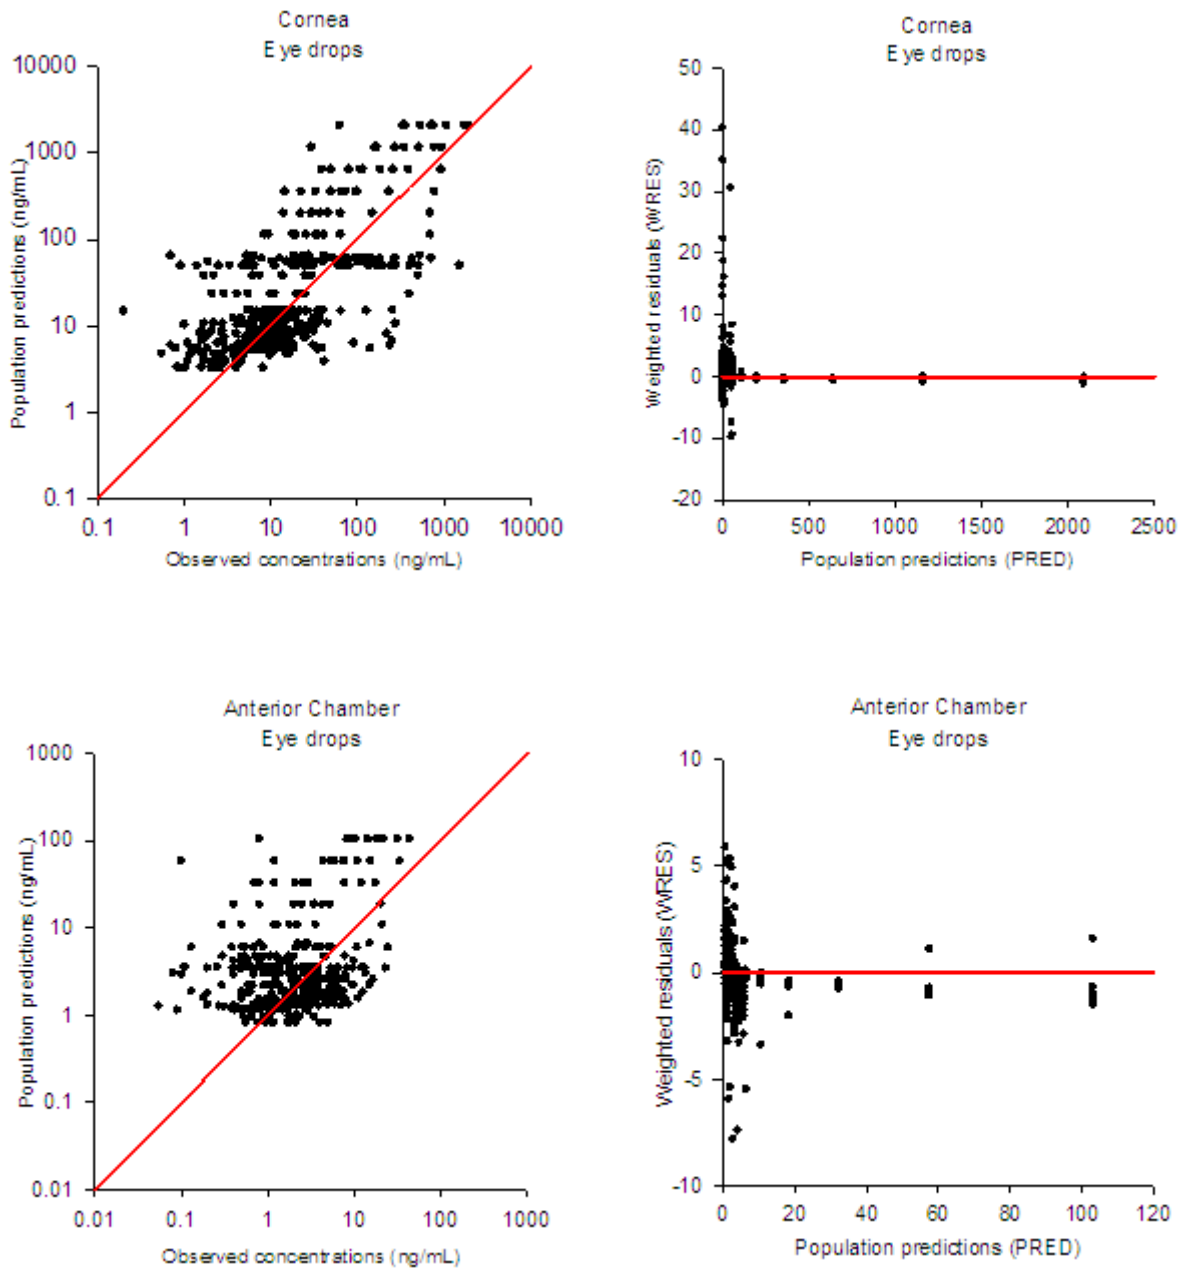 Cornea
Eye drops
10000
1000
100
10
1
0.1
0.1 1 10 100 1000 10000
Population predictions (ng/mL)
Observed concentrations (ng/mL)
Cornea
Eye drops
50
40
30
20
10
0
-10
-20
0 500 1000 1500 2000 2500
Weighted residuals (WRES)
Population predictions (PRED)
Anterior Chamber
Eye drops
1000
100
10
1
0.1
0.01
0.01 0.1 1 10 100 1000
Population predictions (ng/mL)
Observed concentrations (ng/mL)
Anterior Chamber
Eye drops
10
5
0
-5
-10
0 20 40 60 80 100 120
Weighted residuals (WRES)
Population predictions (PRED)